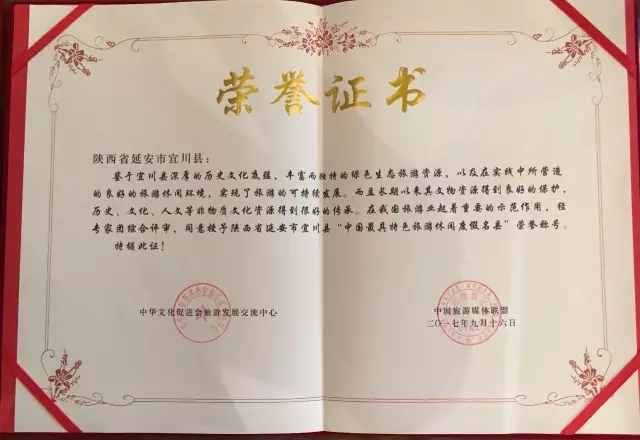 荣誉证书
陕西省延安市宜川县：
鉴于宜川县深厚的历史文化底蕴，丰富而独特的绿色生态旅游资源，以及在实践中所营造
的良好的旅游休闲环境，实现了旅游的可持续发展。而且长期以来其文物资源得到良好的保护，
历史、文化、人文等非物质文化资源得到很好的传承。在我国旅游业起着重要的示范作用，经
专家团综合评审，同意授予陕西省延安市宜川县“中国最具特色旅游休闲度假名县”荣誉称号。
特颁此证！
中华文化促进会旅游发展交流中心
中国旅游媒体联盟
二〇一七年九月十六日